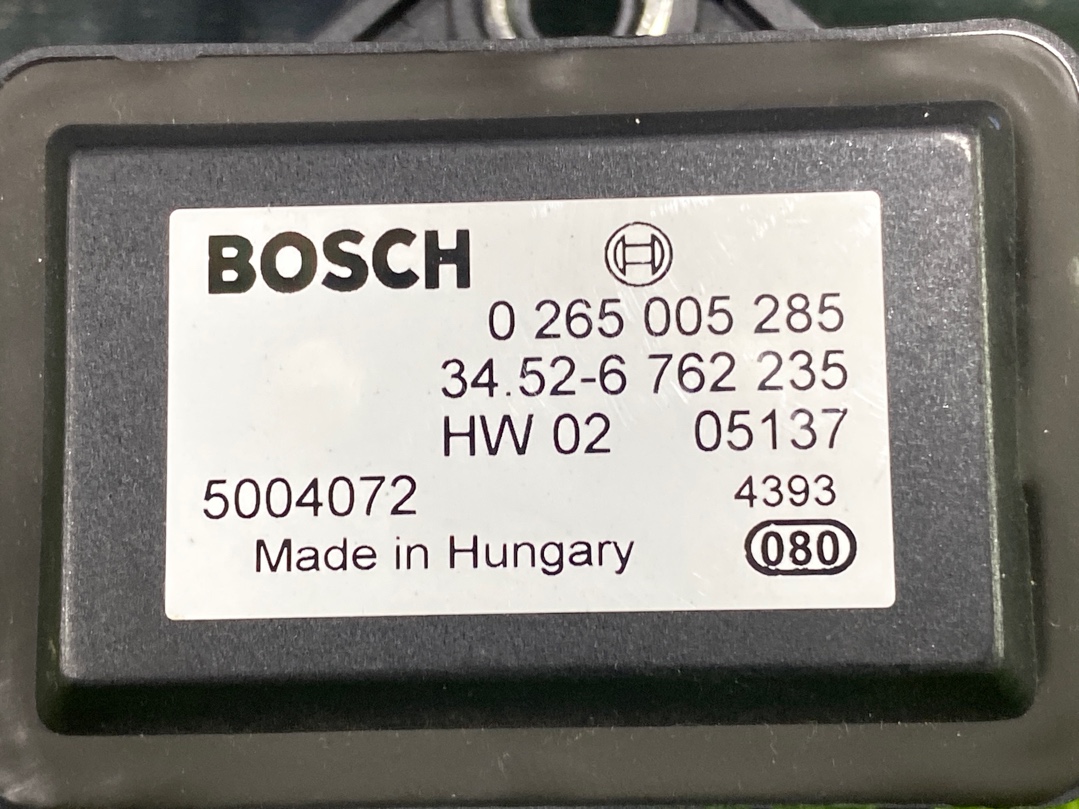 BOSCH
0 265 005 285
34.52-6 762 235
HW 02 05137
5004072 4393
Made in Hungary 080